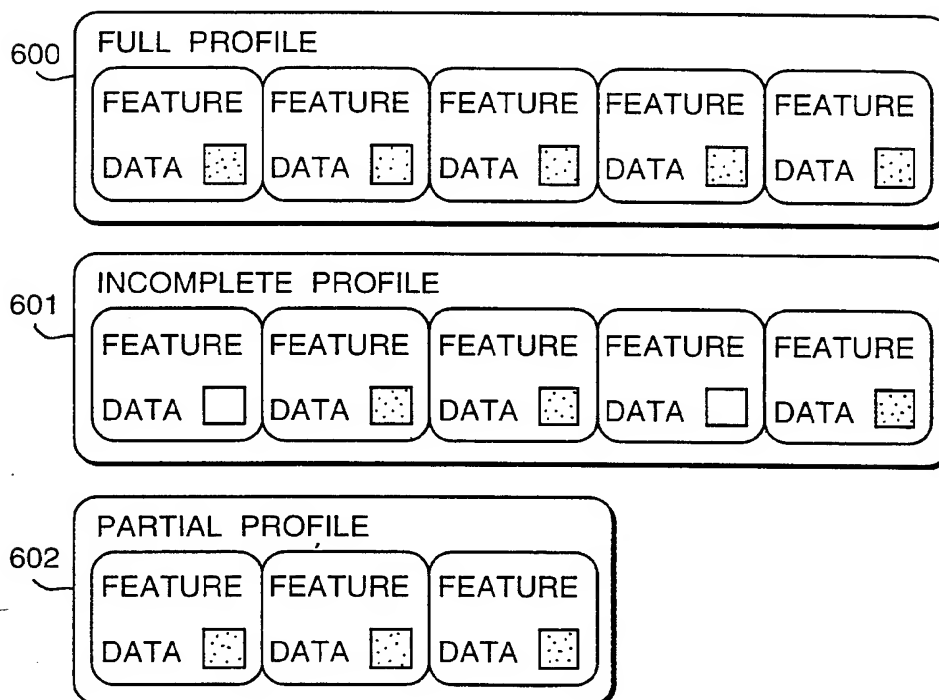 600
FULL PROFILE
FEATURE FEATURE FEATURE FEATURE FEATURE
DATA DATA DATA DATA DATA
601
INCOMPLETE PROFILE
FEATURE FEATURE FEATURE FEATURE FEATURE
DATA DATA DATA DATA DATA
602
PARTIAL PROFILE
FEATURE FEATURE FEATURE
DATA DATA DATA